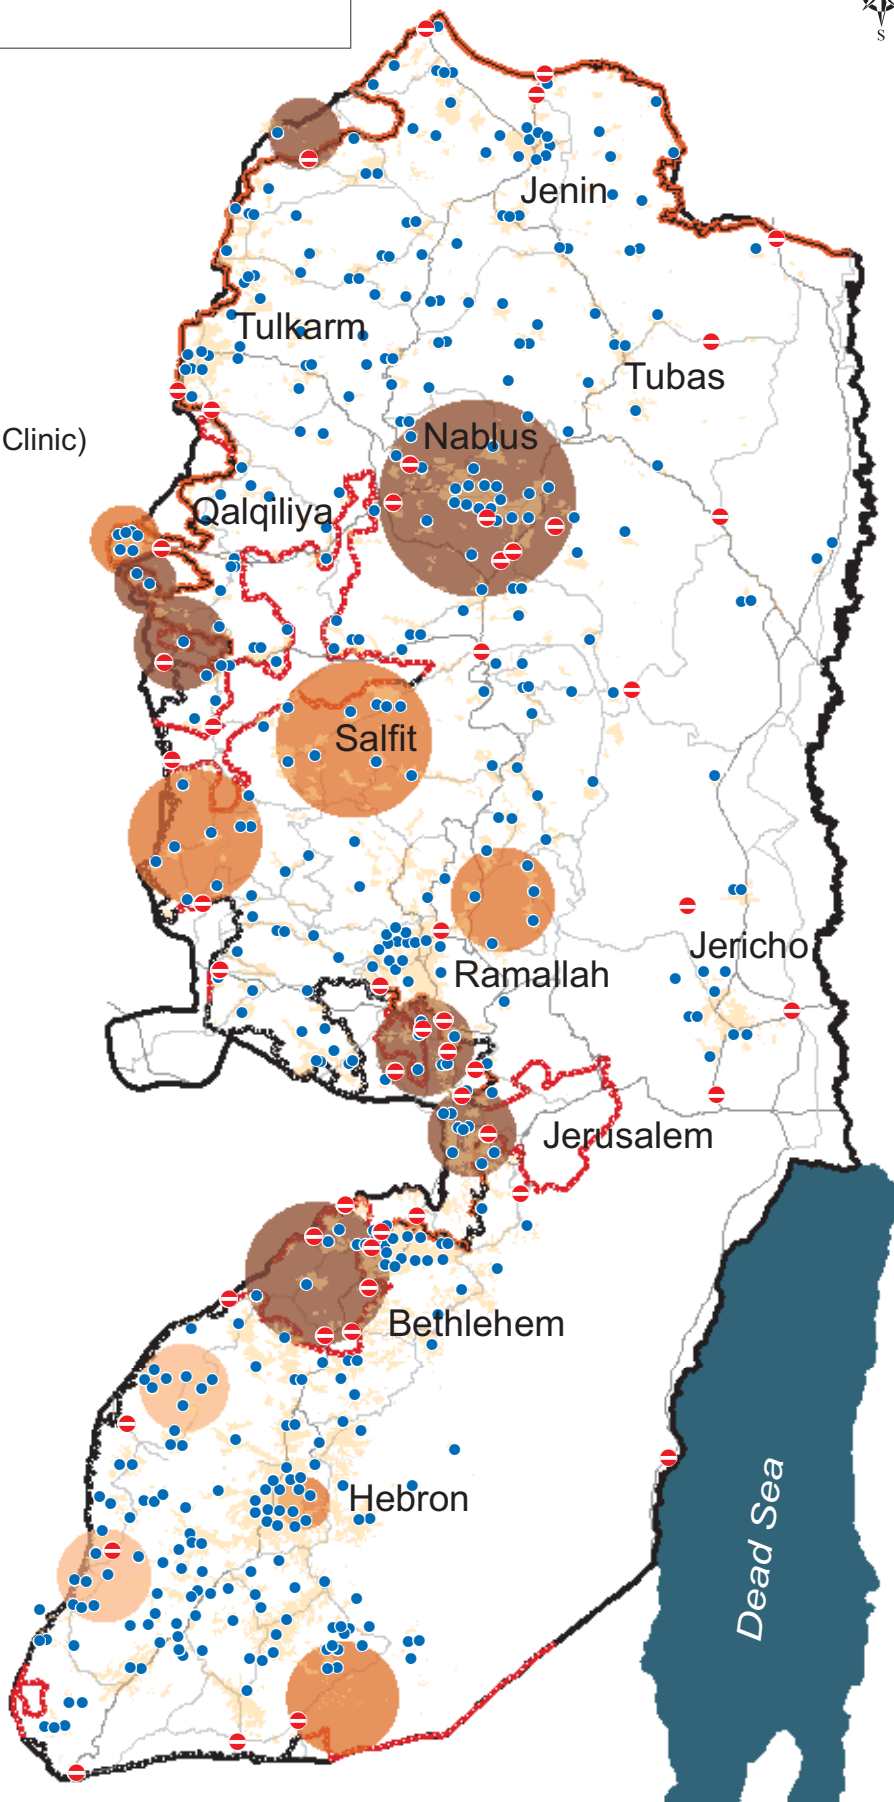 S
Jenin
Tulkarm
Tubas
Clinic)
Nablus
Qalqiliya
Salfit
Jericho
Ramallah
Jerusalem
Bethlehem
Hebron
Dead Sea